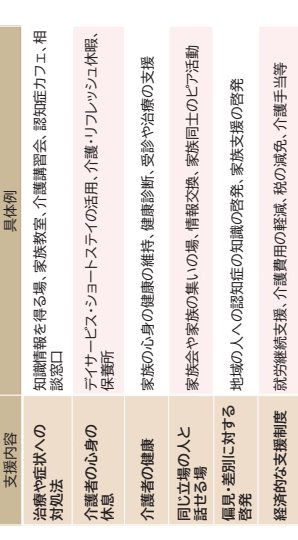 支援内容
具体例
治療や症状への
対処法
知識情報を得る場、家族教室、介護講習会、認知症カフェ、相
談窓口
介護者の心身の
休息
デイサービス・ショートステイの活用、介護・リフレッシュ休暇、
保養所
介護者の健康
家族の心身の健康の維持、健康診断、受診や治療の支援
同じ立場の人と
話せる場
家族会や家族の集いの場、情報交換、家族同士のピア活動
偏見・差別に対する
啓発
地域の人への認知症の知識の啓発、家族支援の啓発
経済的な支援制度
就労継続支援、介護費用の軽減、税の減免、介護手当等